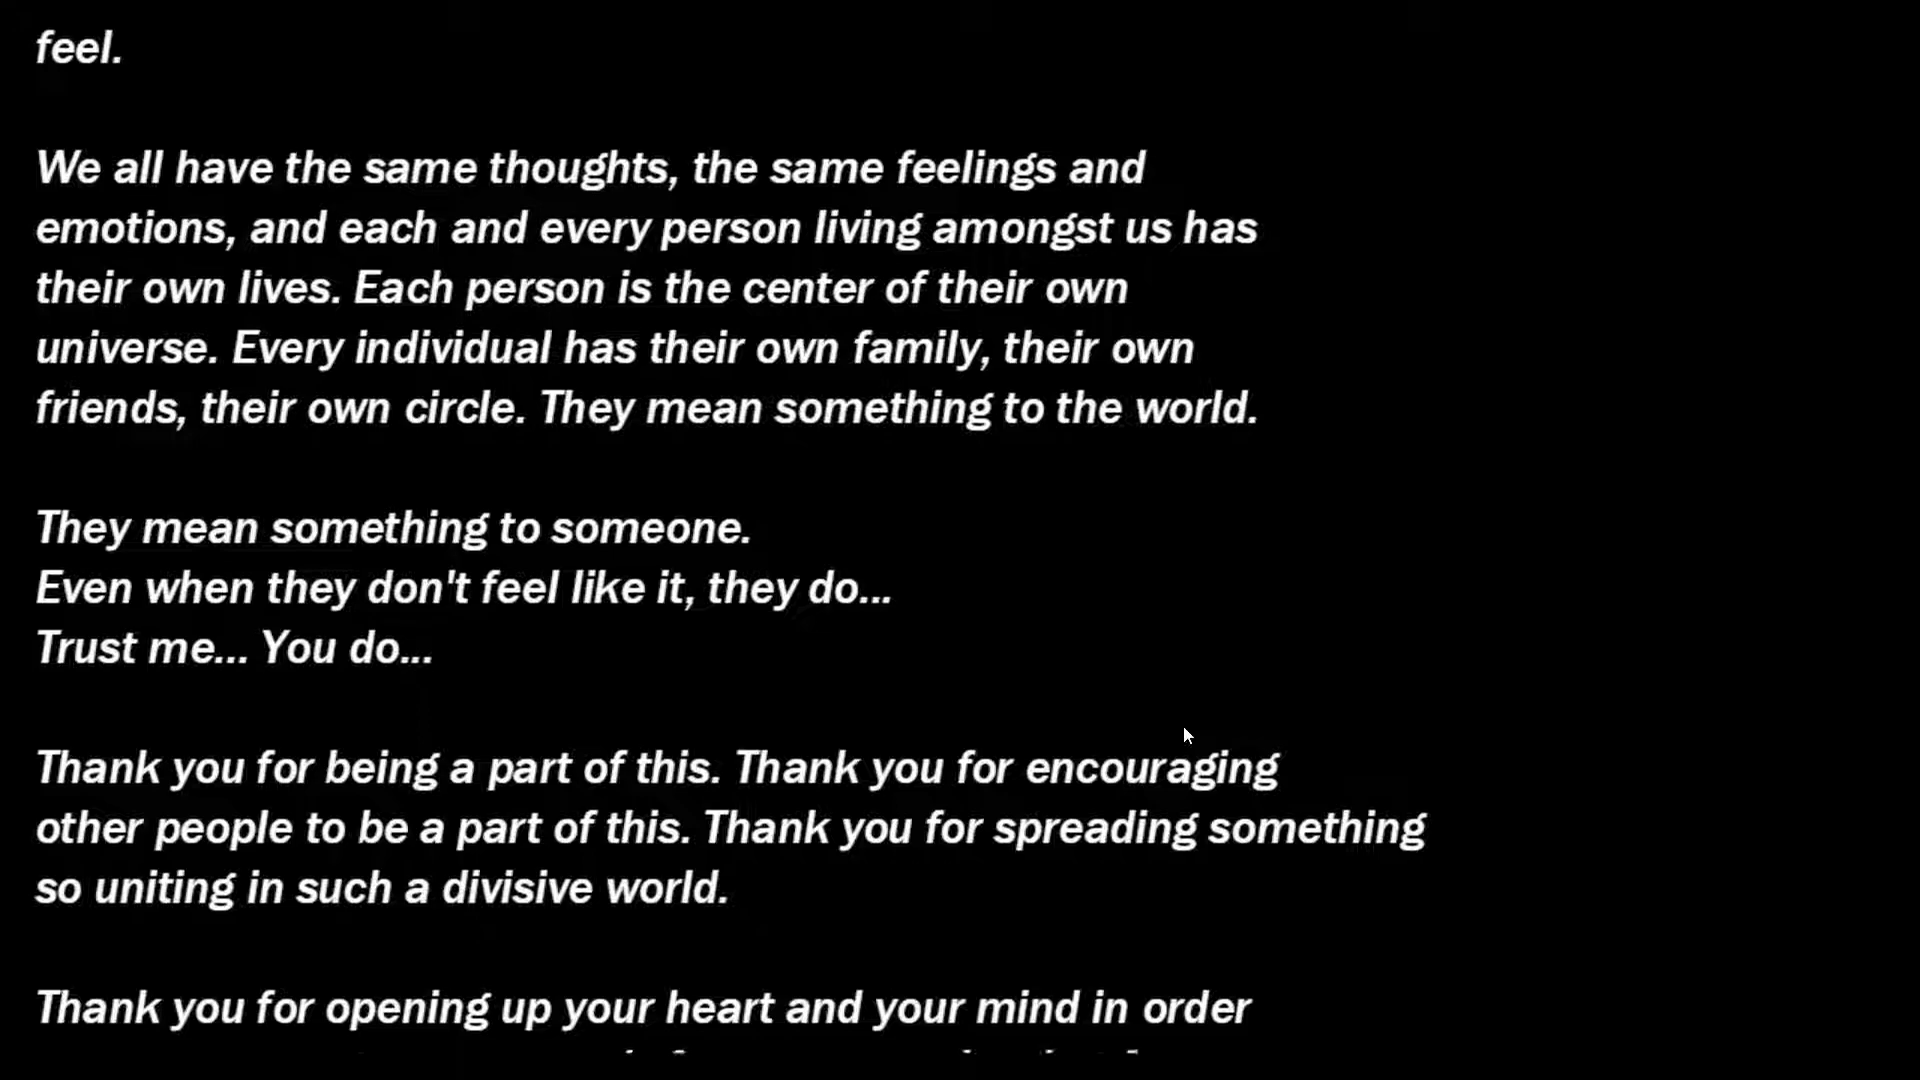 feel.
We all have the same thoughts, the same feelings and
emotions, and each and every person living amongst us has
their own lives. Each person is the center of their own
universe. Every individual has their own family, their own
friends, their own circle. They mean something to the world.
They mean something to someone.
Even when they don't feel like it, they do...
Trust me... You do...
Thank you for being a part of this. Thank you for encouraging
other people to be a part of this. Thank you for spreading something
so uniting in such a divisive world.
Thank you for opening up your heart and your mind in order